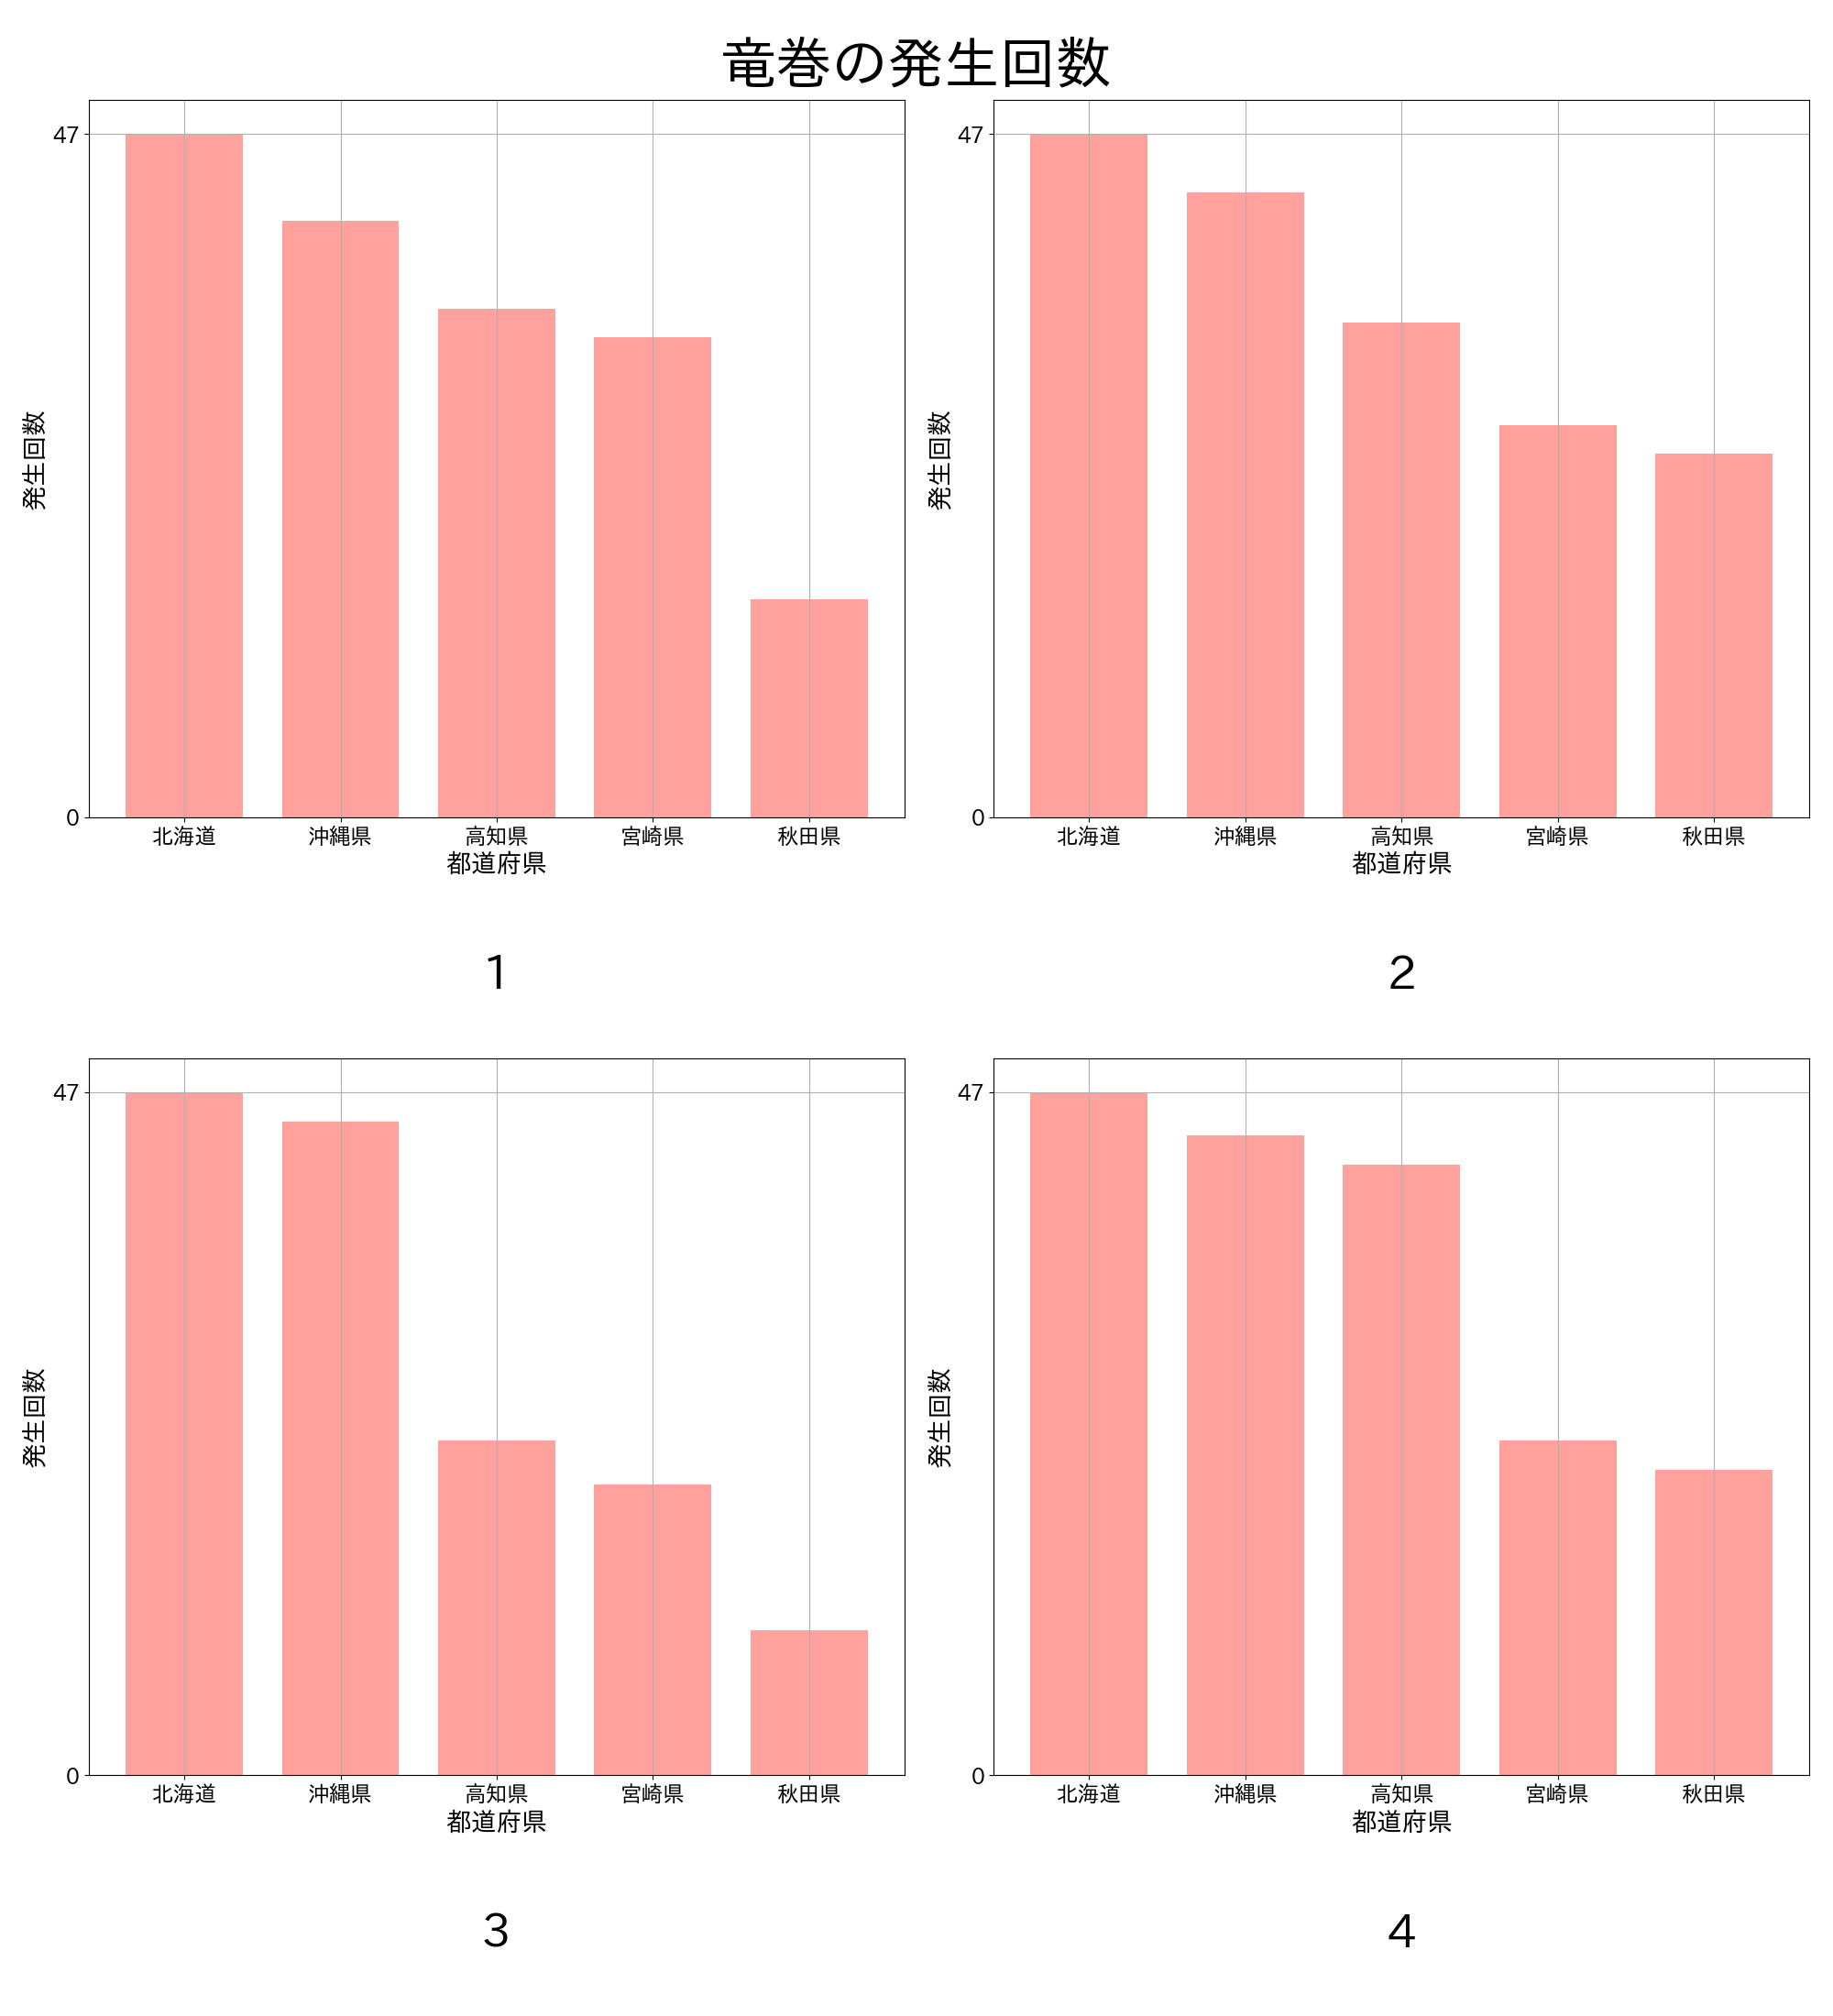 竜巻の発生回数
47
0
発生回数
北海道 沖縄県 高知県 宮崎県 秋田県
都道府県
1
47
0
発生回数
北海道 沖縄県 高知県 宮崎県 秋田県
都道府県
2
47
0
発生回数
北海道 沖縄県 高知県 宮崎県 秋田県
都道府県
3
47
0
発生回数
北海道 沖縄県 高知県 宮崎県 秋田県
都道府県
4